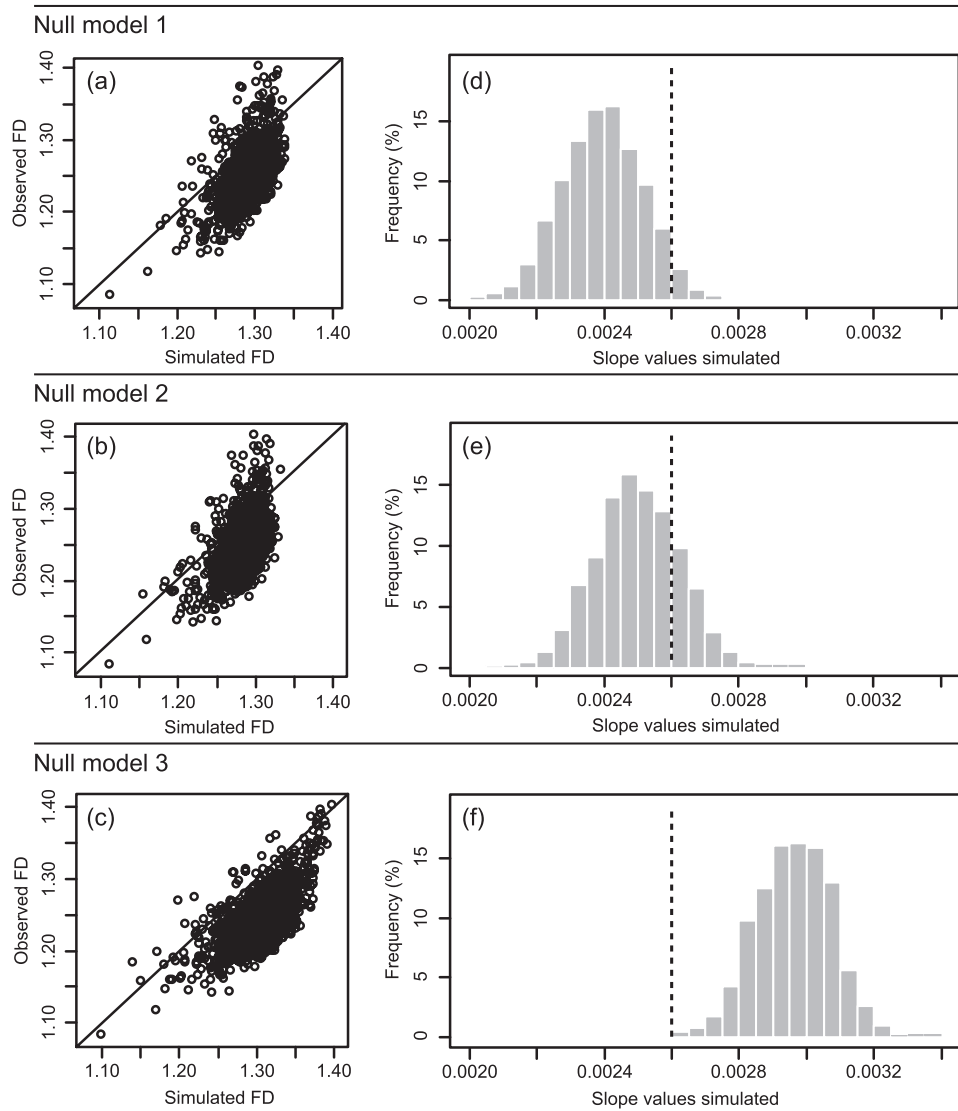 Null model 1
(a)
Observed FD
1.10 1.20 1.30 1.40
1.10 1.20 1.30 1.40
Simulated FD
(d)
Frequency (%)
0 5 10 15
0.0020 0.0024 0.0028 0.0032
Slope values simulated
Null model 2
(b)
Observed FD
1.10 1.20 1.30 1.40
1.10 1.20 1.30 1.40
Simulated FD
(e)
Frequency (%)
0 5 10 15
0.0020 0.0024 0.0028 0.0032
Slope values simulated
Null model 3
(c)
Observed FD
1.10 1.20 1.30 1.40
1.10 1.20 1.30 1.40
Simulated FD
(f)
Frequency (%)
0 5 10 15
0.0020 0.0024 0.0028 0.0032
Slope values simulated